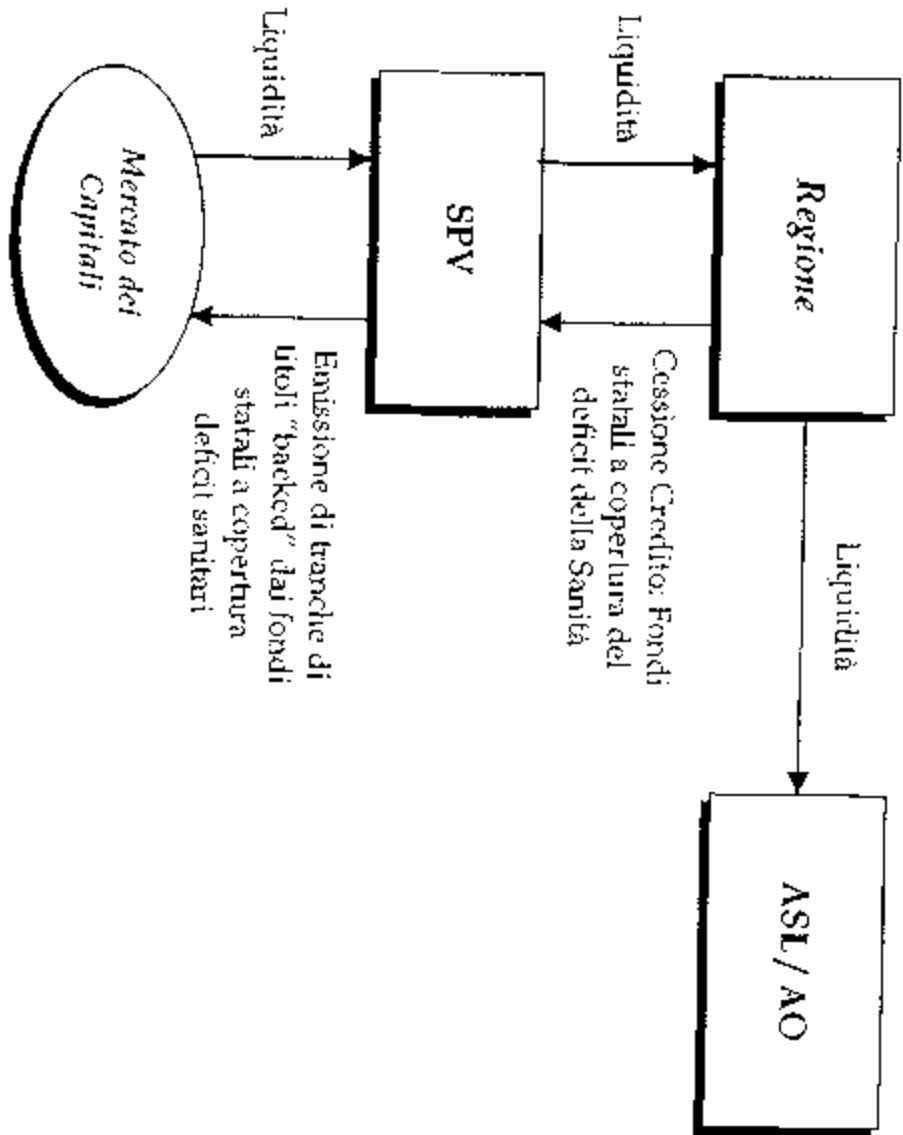 Regione
Liquidità
ASL/ AO
Liquidità
Cessione Credito: Fondi
statali a copertura del
deficit della Sanità
SPV
Liquidità
Emissione di tranche di
titoli "backed" dai fondi
statali a copertura
deficit sanitari
Mercato dei
Capitali